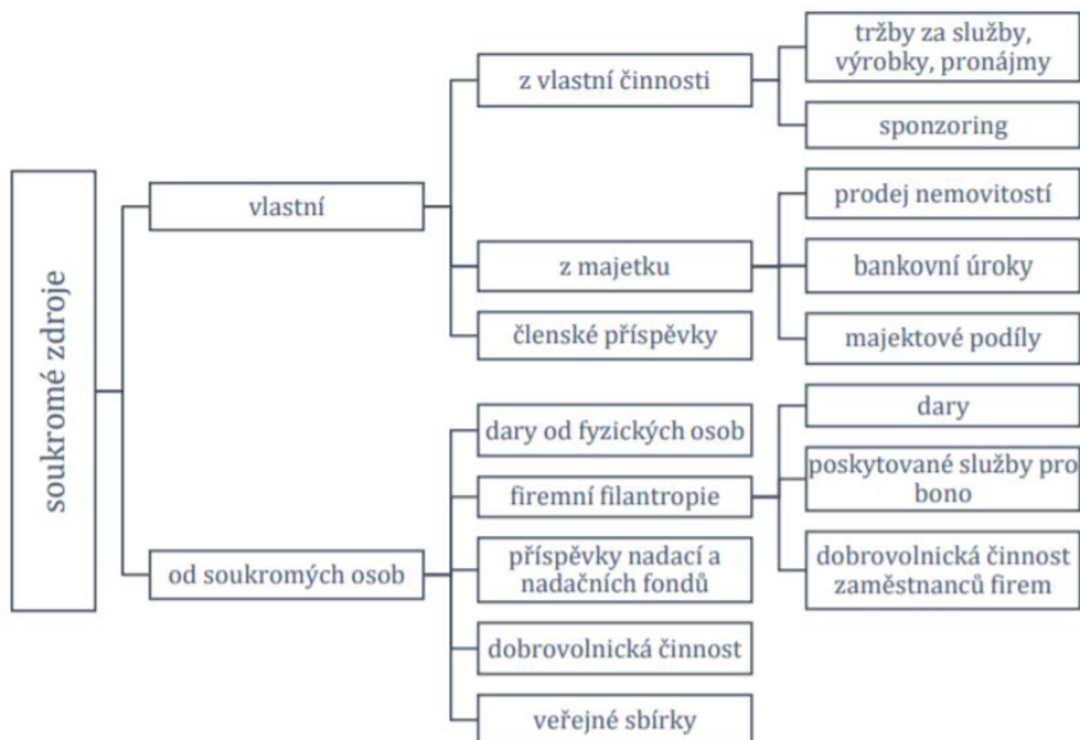 soukromé zdroje
vlastní
z vlastní činnosti
tržby za služby,
výrobky, pronájmy
sponzoring
z majetku
prodej nemovitostí
bankovní úroky
majektové podíly
členské příspěvky
od soukromých osob
dary od fyzických osob
firemní filantropie
dary
poskytované služby pro
bono
dobrovolnická činnost
zaměstnanců firem
příspěvky nadací a
nadačních fondů
dobrovolnická činnost
veřejné sbírky